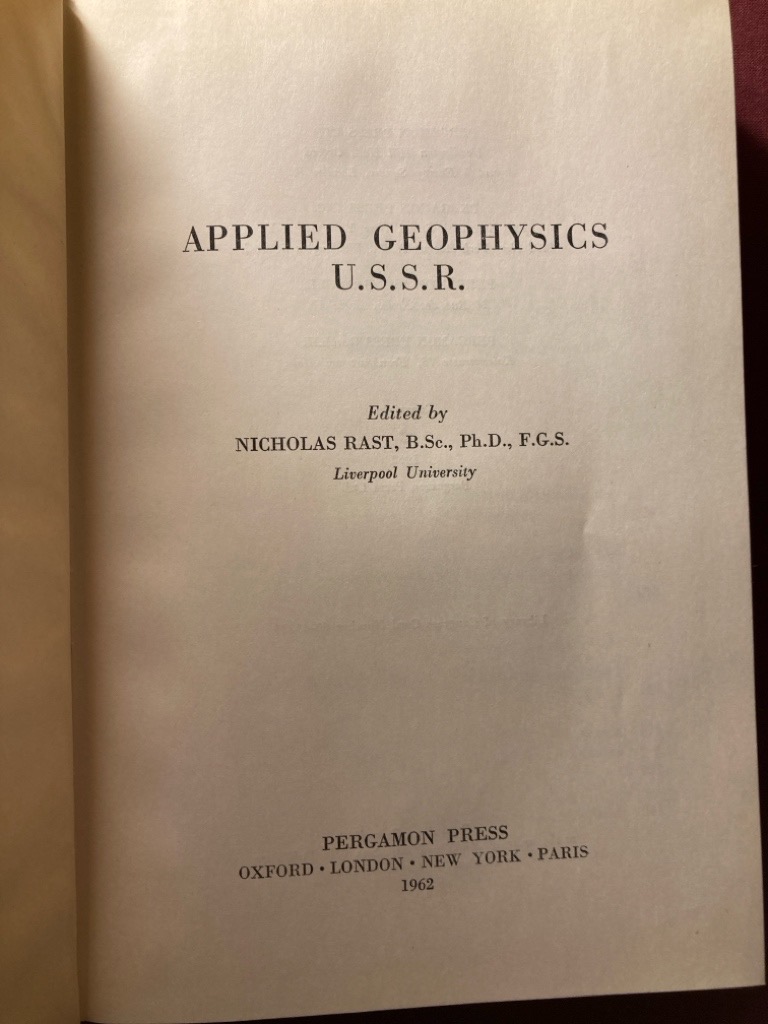 APPLIED GEOPHYSICS
U.S.S.R.
Edited by
NICHOLAS RAST, B.Sc., Ph.D., F.G.S.
Liverpool University
PERGAMON PRESS
OXFORD • LONDON • NEW YORK • PARIS
1962